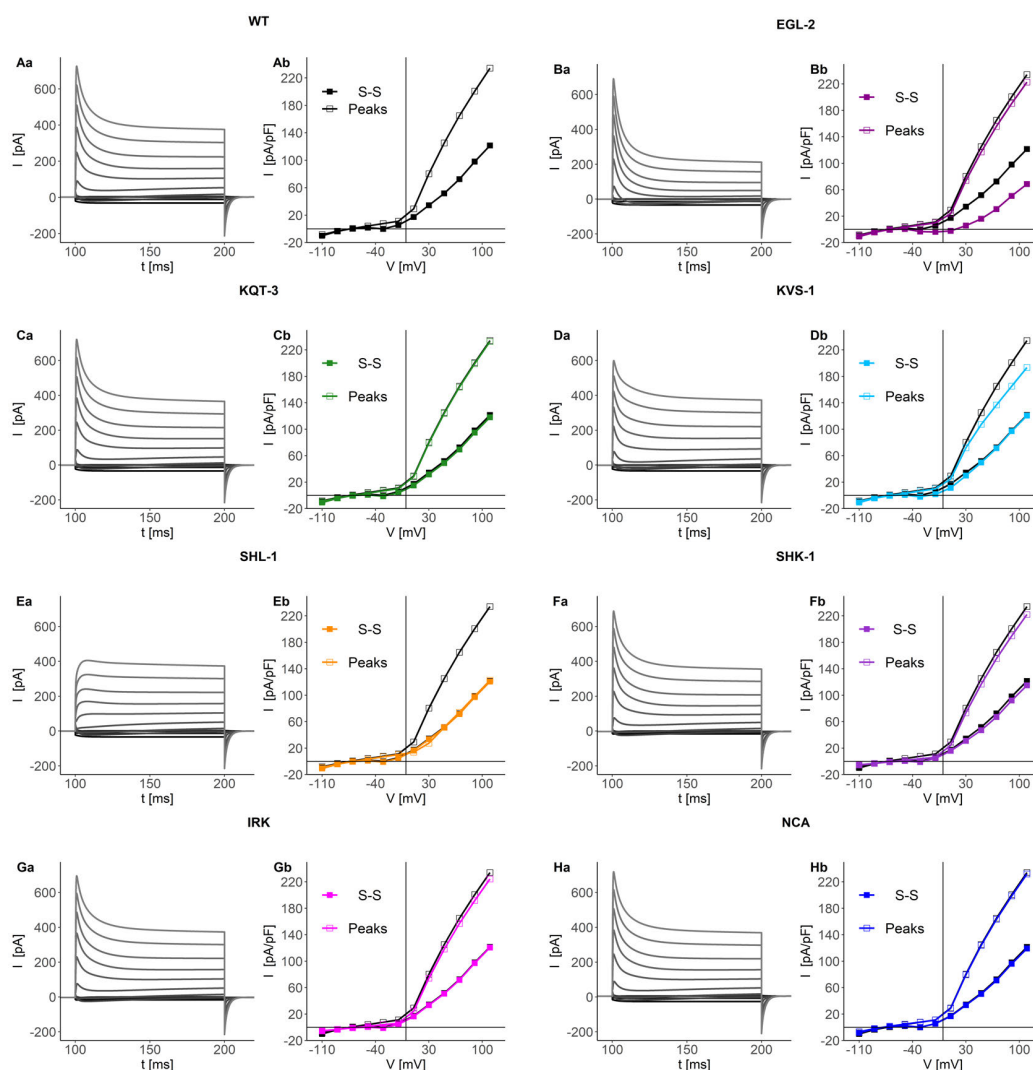 WT
EGL-2
Aa
Ab
Ba
Bb
600
400
200
0
-200
I [pA]
100
150
200
t [ms]
220
180
140
100
60
20
-20
I [pA/pF]
S-S
Peaks
-110
-40
30
100
V [mV]
600
400
200
0
-200
I [pA]
100
150
200
t [ms]
220
180
140
100
60
20
-20
I [pA/pF]
S-S
Peaks
-110
-40
30
100
V [mV]
KQT-3
KVS-1
Ca
Cb
Da
Db
600
400
200
0
-200
I [pA]
100
150
200
t [ms]
220
180
140
100
60
20
-20
I [pA/pF]
S-S
Peaks
-110
-40
30
100
V [mV]
600
400
200
0
-200
I [pA]
100
150
200
t [ms]
220
180
140
100
60
20
-20
I [pA/pF]
S-S
Peaks
-110
-40
30
100
V [mV]
SHL-1
SHK-1
Ea
Eb
Fa
Fb
600
400
200
0
-200
I [pA]
100
150
200
t [ms]
220
180
140
100
60
20
-20
I [pA/pF]
S-S
Peaks
-110
-40
30
100
V [mV]
600
400
200
0
-200
I [pA]
100
150
200
t [ms]
220
180
140
100
60
20
-20
I [pA/pF]
S-S
Peaks
-110
-40
30
100
V [mV]
IRK
NCA
Ga
Gb
Ha
Hb
600
400
200
0
-200
I [pA]
100
150
200
t [ms]
220
180
140
100
60
20
-20
I [pA/pF]
S-S
Peaks
-110
-40
30
100
V [mV]
600
400
200
0
-200
I [pA]
100
150
200
t [ms]
220
180
140
100
60
20
-20
I [pA/pF]
S-S
Peaks
-110
-40
30
100
V [mV]